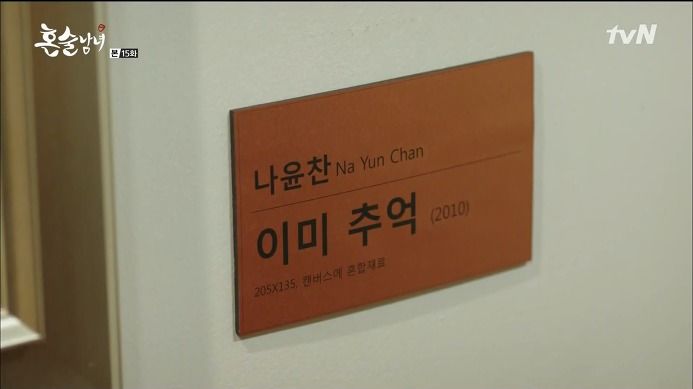 혼술남녀
본 15화
tvN
나윤찬 Na Yun Chan
이미 추억 (2010)
205X135, 캔버스에 혼합재료